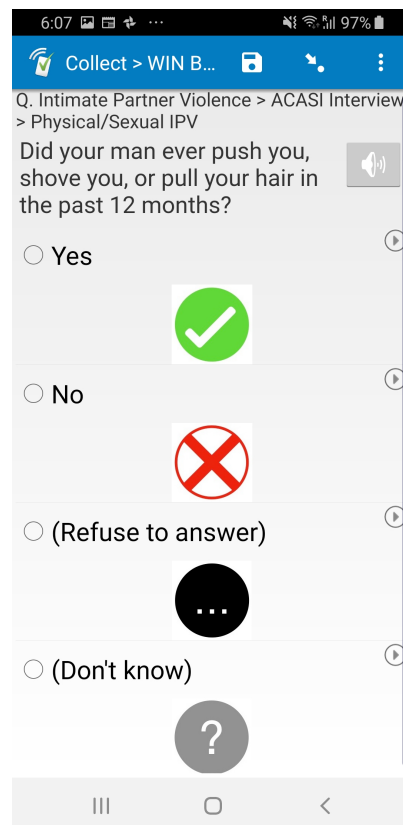 6:07 97%
Collect > WIN B...
Q. Intimate Partner Violence > ACASI Interview
> Physical/Sexual IPV
Did your man ever push you,
shove you, or pull your hair in
the past 12 months?
Yes
No
(Refuse to answer)
...
(Don't know)
?